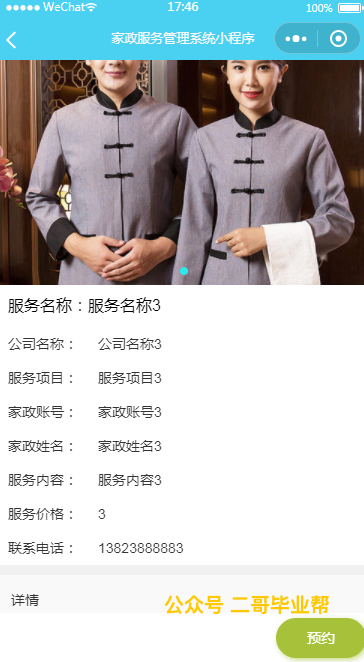 WeChat 17:46 100%
家政服务管理系统小程序
服务名称：服务名称3
公司名称： 公司名称3
服务项目： 服务项目3
家政账号： 家政账号3
家政姓名： 家政姓名3
服务内容： 服务内容3
服务价格： 3
联系电话： 13823888883
详情
公众号 二哥毕业帮
预约